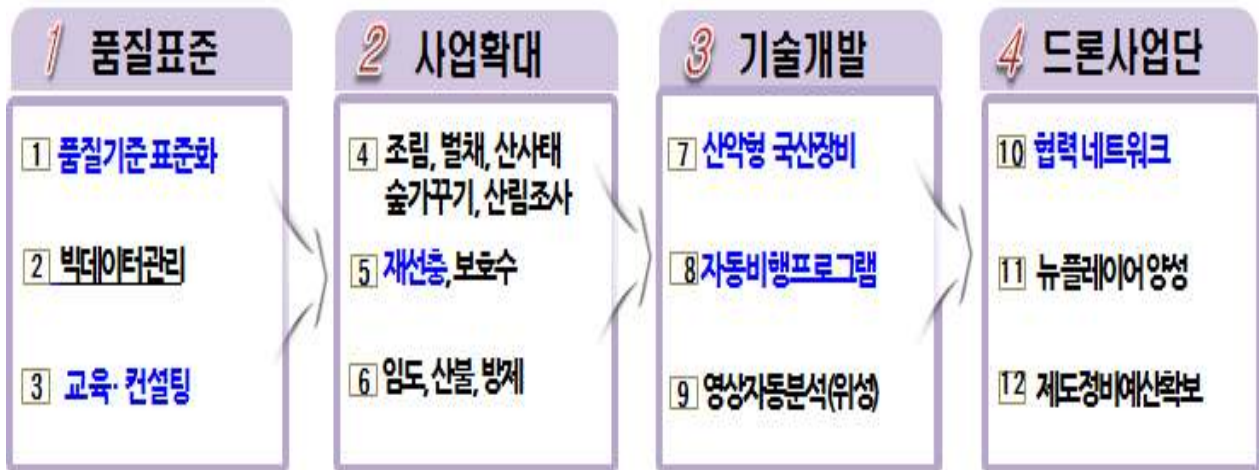 1 품질표준
1 품질기준 표준화
2 빅데이터관리
3 교육· 컨설팅
2 사업확대
4 조림, 벌채, 산사태
숲가꾸기, 산림조사
5 재선충, 보호수
6 임도, 산불, 방제
3 기술개발
7 산악형 국산장비
8 자동비행프로그램
9 영상자동분석(위성)
4 드론사업단
10 협력 네트워크
11 뉴플레이어 양성
12 제도정비예산확보